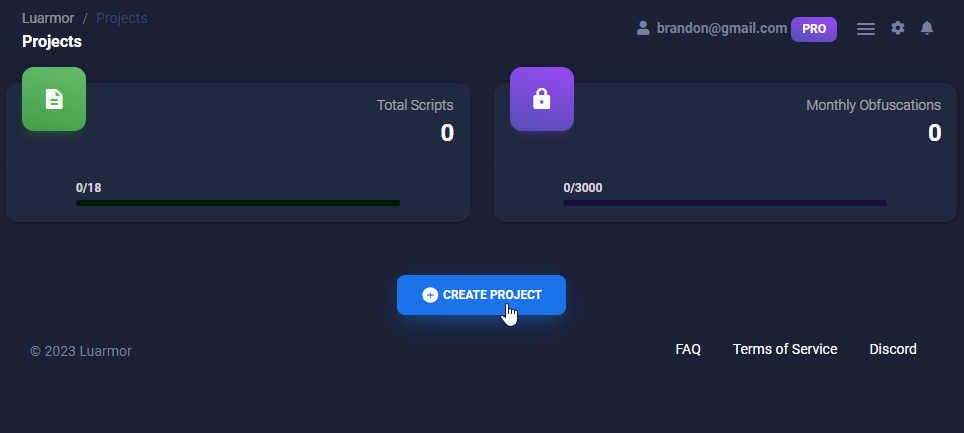 Luarmor / Projects
Projects
brandon@gmail.com PRO
Total Scripts
0
0/18
Monthly Obfuscations
0
0/3000
CREATE PROJECT
© 2023 Luarmor
FAQ Terms of Service Discord